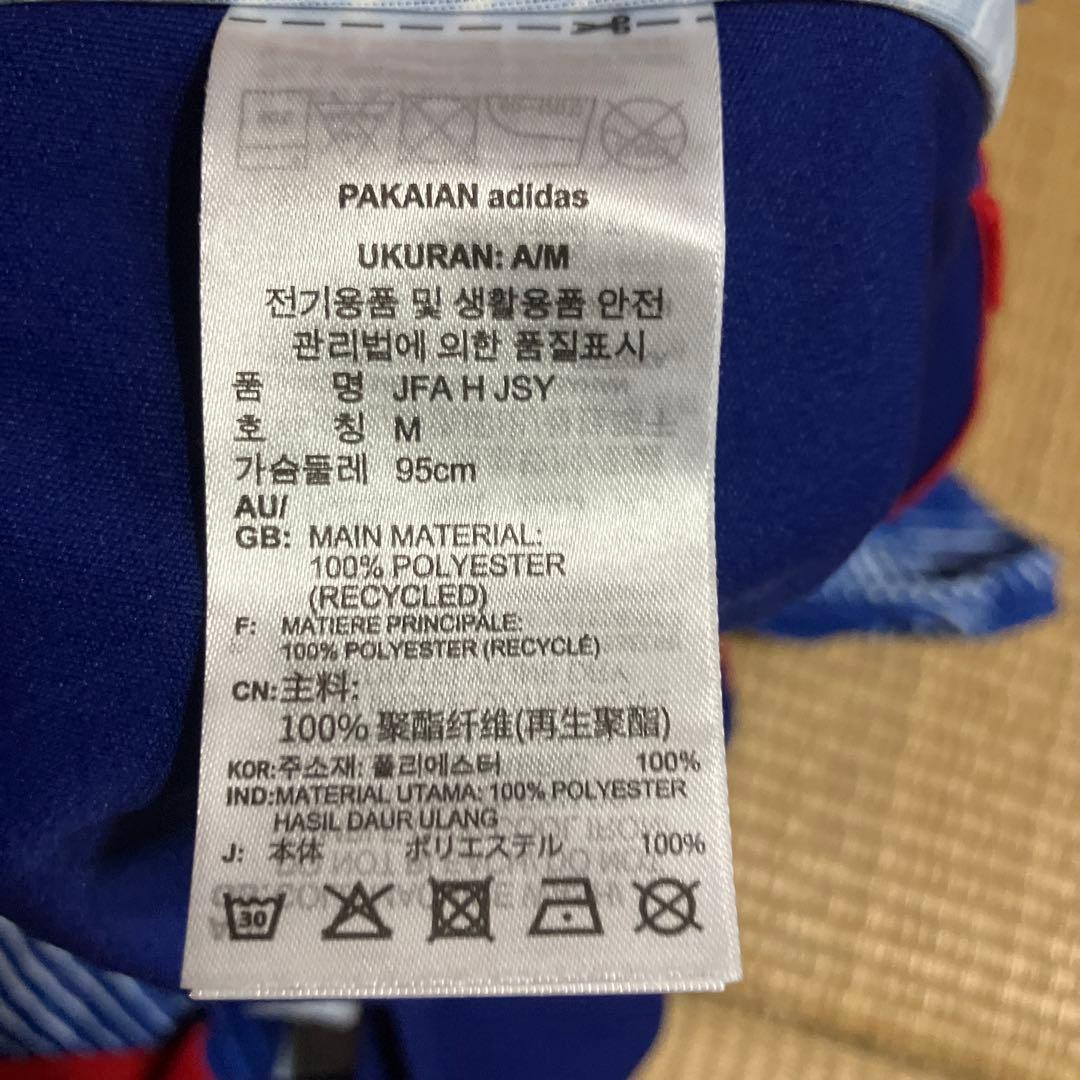 PAKAIAN adidas
UKURAN: A/M
전기용품 및 생활용품 안전
관리법에 의한 품질표시
품 명 JFA H JSY
호 칭 M
가슴둘레 95cm
AU/
GB: MAIN MATERIAL:
100% POLYESTER
(RECYCLED)
F: MATIERE PRINCIPALE:
100% POLYESTER (RECYCLÉ)
CN:主料:
100% 聚酯纤维(再生聚酯)
KOR:주소재: 폴리에스터 100%
IND:MATERIAL UTAMA: 100% POLYESTER
HASIL DAUR ULANG
J: 本体 ポリエステル 100%
30